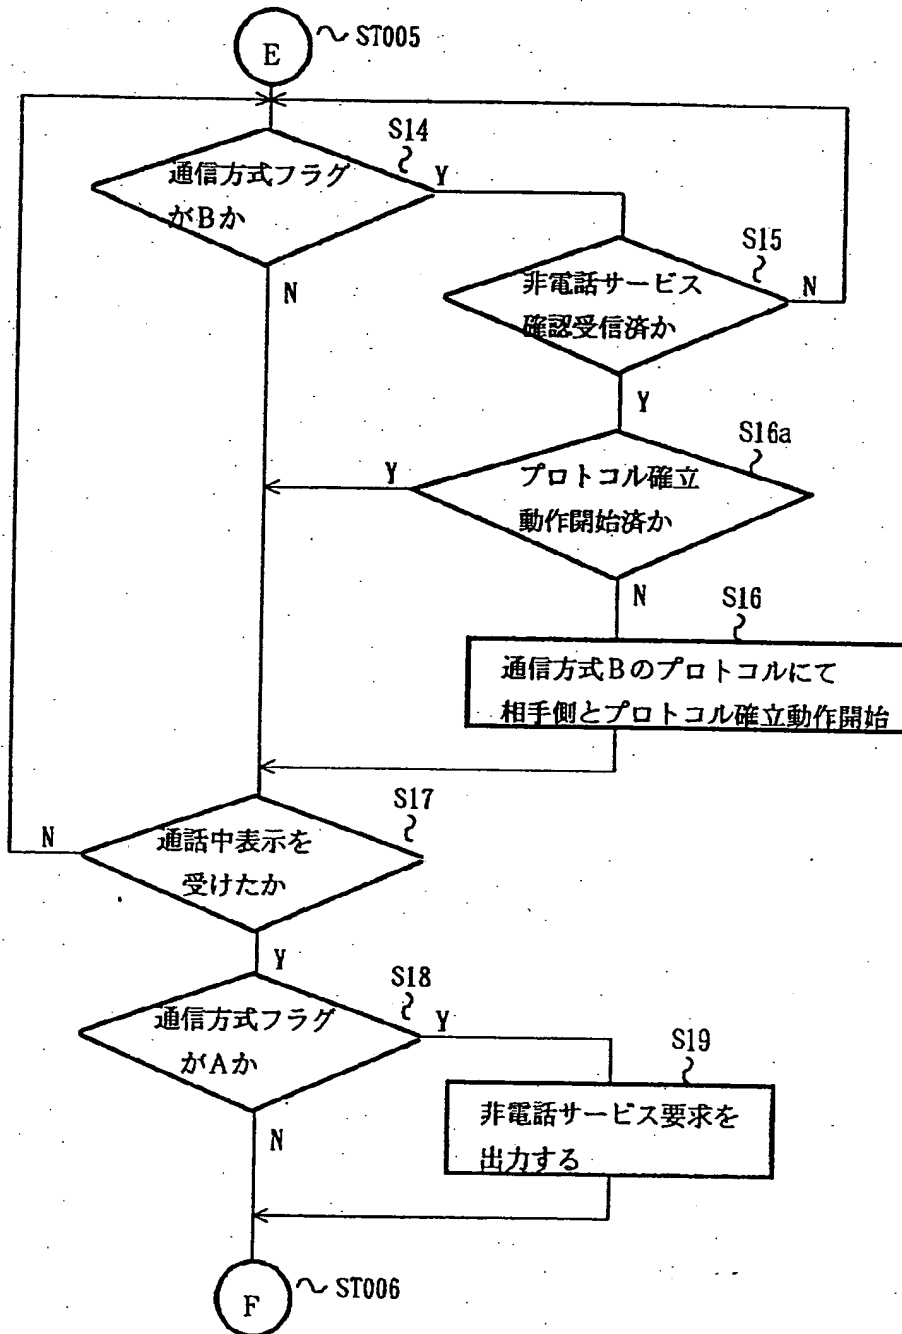 E
ST005
S14
通信方式フラグ
がBか
Y
N
S15
非電話サービス
確認受信済か
N
Y
S16a
プロトコル確立
動作開始済か
Y
N
S16
通信方式Bのプロトコルにて
相手側とプロトコル確立動作開始
S17
通話中表示を
受けたか
N
Y
S18
通信方式フラグ
がAか
Y
N
S19
非電話サービス要求を
出力する
F
ST006